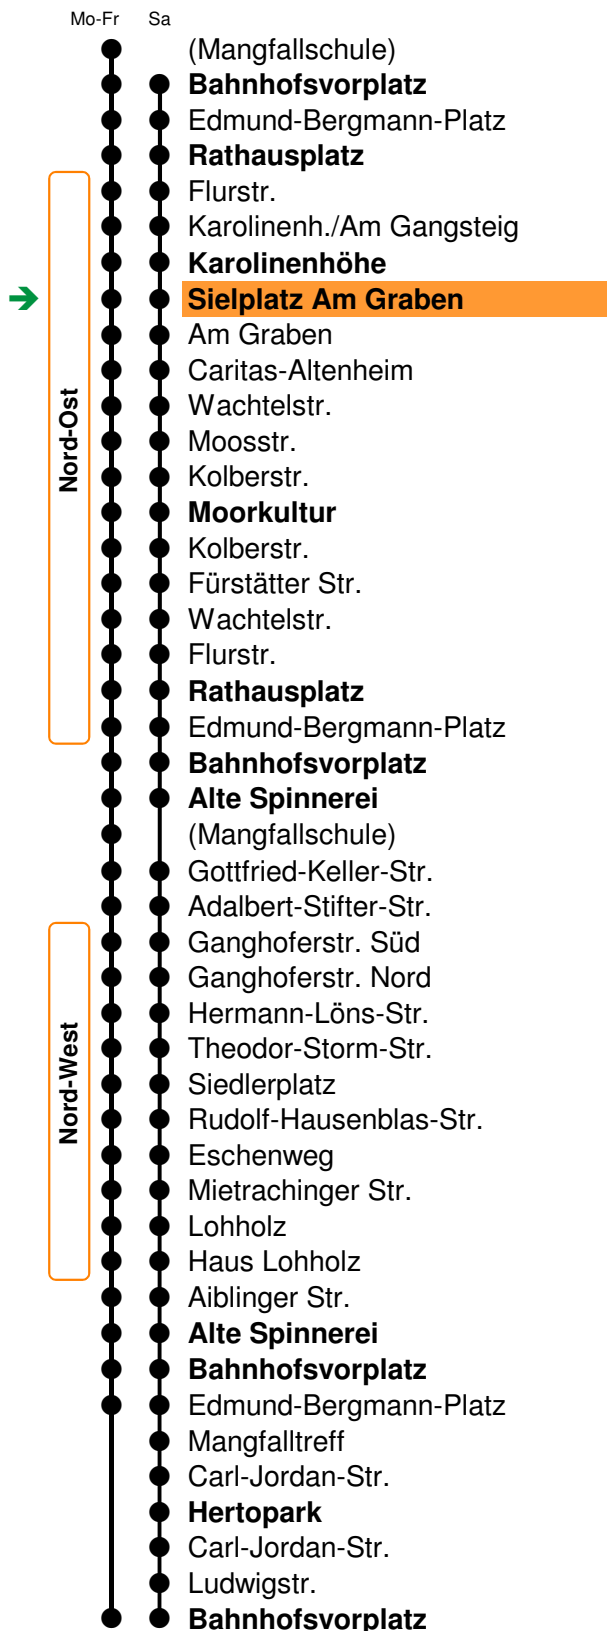 Mo-Fr Sa
(Mangfallschule)
Bahnhofsvorplatz
Edmund-Bergmann-Platz
Rathausplatz
Flurstr.
Karolinenh./Am Gangsteig
Karolinenhöhe
Sielplatz Am Graben
Am Graben
Caritas-Altenheim
Wachtelstr.
Moosstr.
Kolberstr.
Moorkultur
Kolberstr.
Fürstätter Str.
Wachtelstr.
Flurstr.
Rathausplatz
Edmund-Bergmann-Platz
Nord-Ost
Bahnhofsvorplatz
Alte Spinnerei
(Mangfallschule)
Gottfried-Keller-Str.
Adalbert-Stifter-Str.
Ganghoferstr. Süd
Ganghoferstr. Nord
Hermann-Löns-Str.
Theodor-Storm-Str.
Siedlerplatz
Rudolf-Hausenblas-Str.
Eschenweg
Mietrachinger Str.
Lohholz
Haus Lohholz
Nord-West
Aiblinger Str.
Alte Spinnerei
Bahnhofsvorplatz
Edmund-Bergmann-Platz
Mangfalltreff
Carl-Jordan-Str.
Hertopark
Carl-Jordan-Str.
Ludwigstr.
Bahnhofsvorplatz